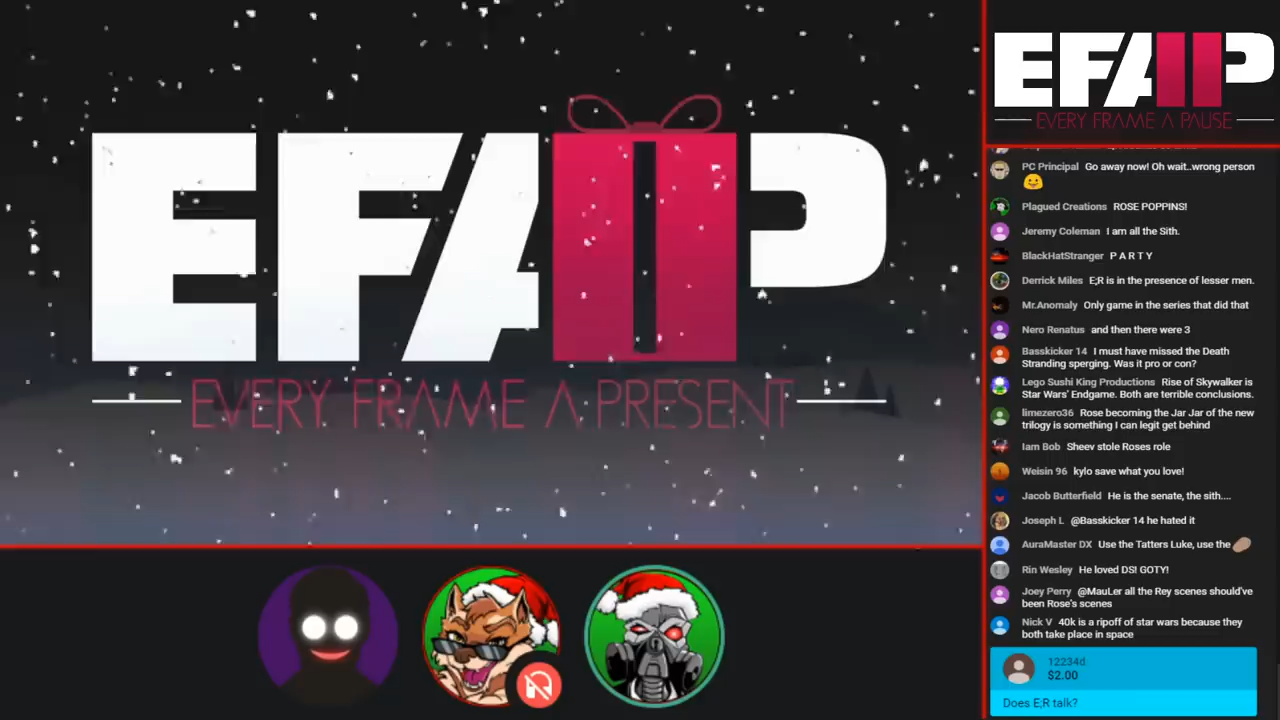 EFAP
EVERY FRAME A PRESENT
EFAP
EVERY FRAME A PAUSE
PC Principal Go away now! Oh wait..wrong person
Plagued Creations ROSE POPPINS!
Jeremy Coleman I am all the Sith.
BlackHatStranger P A R T Y
Derrick Miles E;R is in the presence of lesser men.
Mr.Anomaly Only game in the series that did that
Nero Renatus and then there were 3
Basskicker 14 I must have missed the Death
Stranding sperging. Was it pro or con?
Lego Sushi King Productions Rise of Skywalker is
Star Wars' Endgame. Both are terrible conclusions.
limezero36 Rose becoming the Jar Jar of the new
trilogy is something I can legit get behind
Iam Bob Sheev stole Roses role
Weisin 96 kylo save what you love!
Jacob Butterfield He is the senate, the sith....
Joseph L @Basskicker 14 he hated it
AuraMaster DX Use the Tatters Luke, use the
Rin Wesley He loved DS! GOTY!
Joey Perry @MauLer all the Rey scenes should've
been Rose's scenes
Nick V 40k is a ripoff of star wars because they
both take place in space
12234d
$2.00
Does E;R talk?